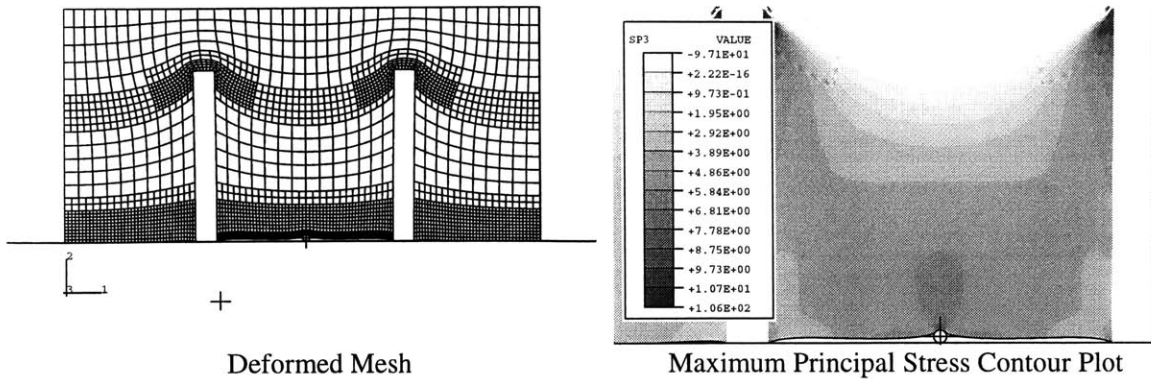 SP3 VALUE
-9.71E+01
+2.22E-16
+9.73E-01
+1.95E+00
+2.92E+00
+3.89E+00
+4.86E+00
+5.84E+00
+6.81E+00
+7.78E+00
+8.75E+00
+9.73E+00
+1.07E+01
+1.06E+02
2
3 1
Deformed Mesh
Maximum Principal Stress Contour Plot